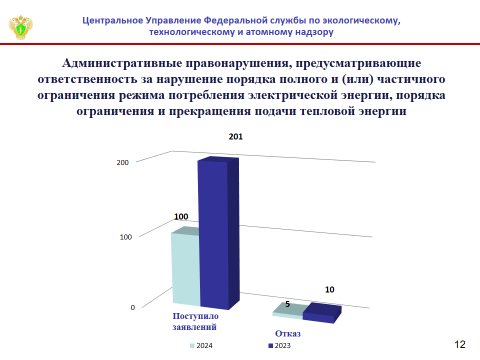 Центральное Управление Федеральной службы по экологическому,
технологическому и атомному надзору
Административные правонарушения, предусматривающие
ответственность за нарушение порядка полного и (или) частичного
ограничения режима потребления электрической энергии, порядка
ограничения и прекращения подачи тепловой энергии
201
200
100
100
10
5
0
Поступило
заявлений
Отказ
2024 2023
12